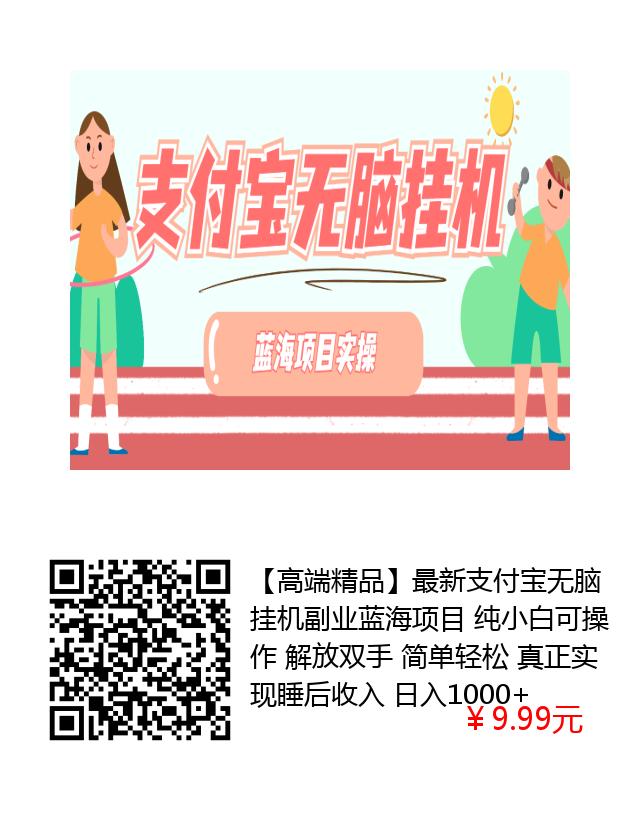 支付宝无脑挂机
蓝海项目实操
【高端精品】最新支付宝无脑
挂机副业蓝海项目 纯小白可操
作 解放双手 简单轻松 真正实
现睡后收入 日入1000+
￥9.99元